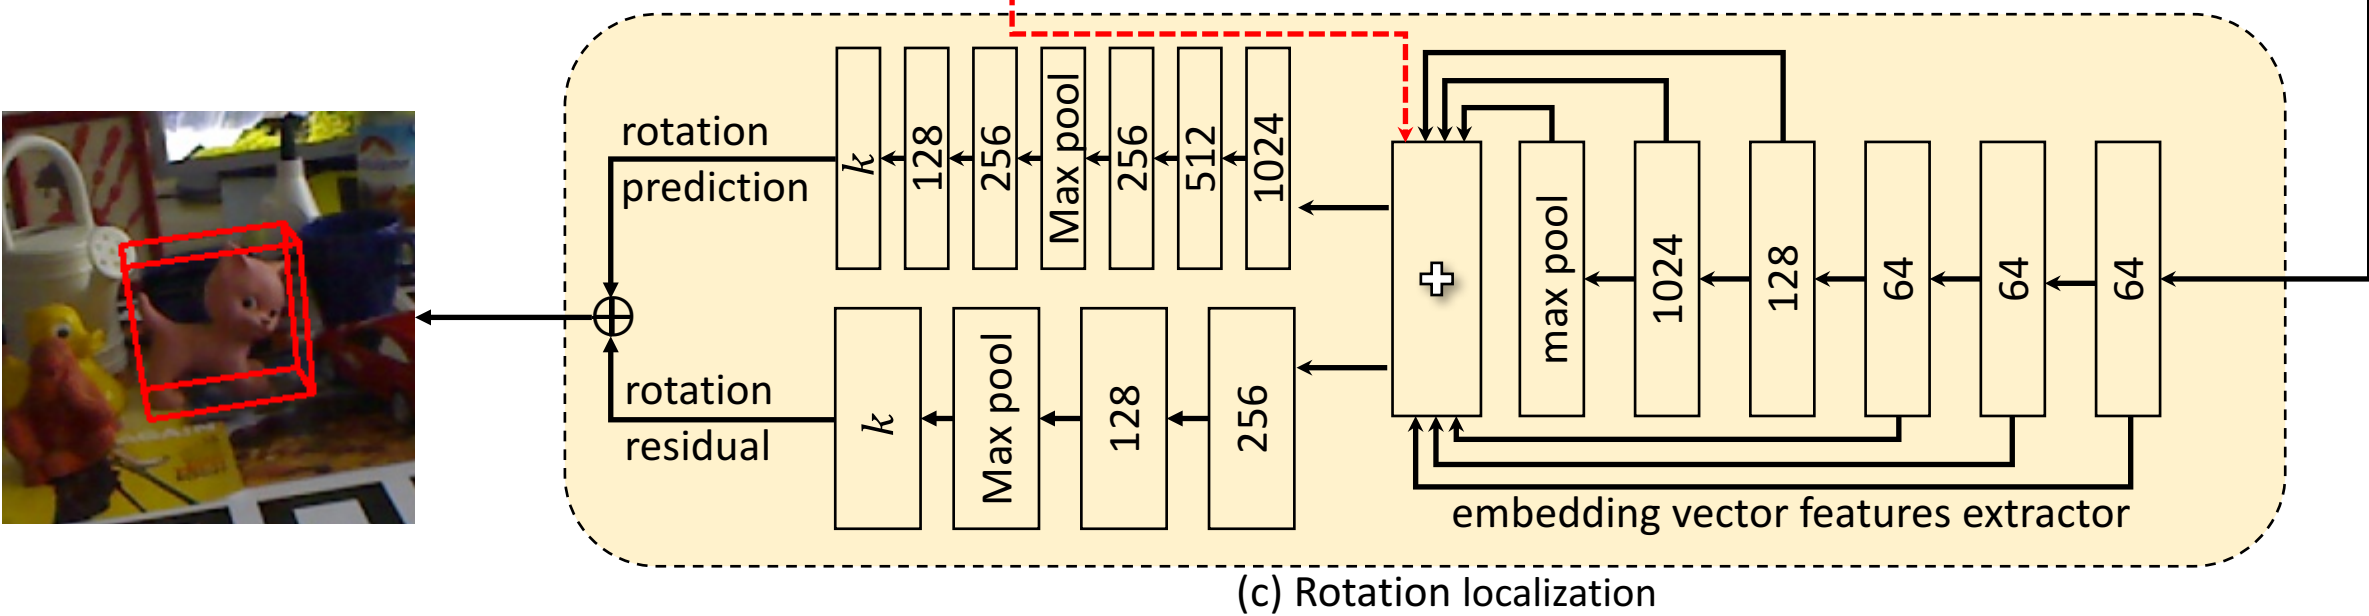 rotation
prediction
k
128
256
Max pool
256
512
1024
max pool
1024
128
64
64
64
rotation
residual
k
Max pool
128
256
embedding vector features extractor
(c) Rotation localization